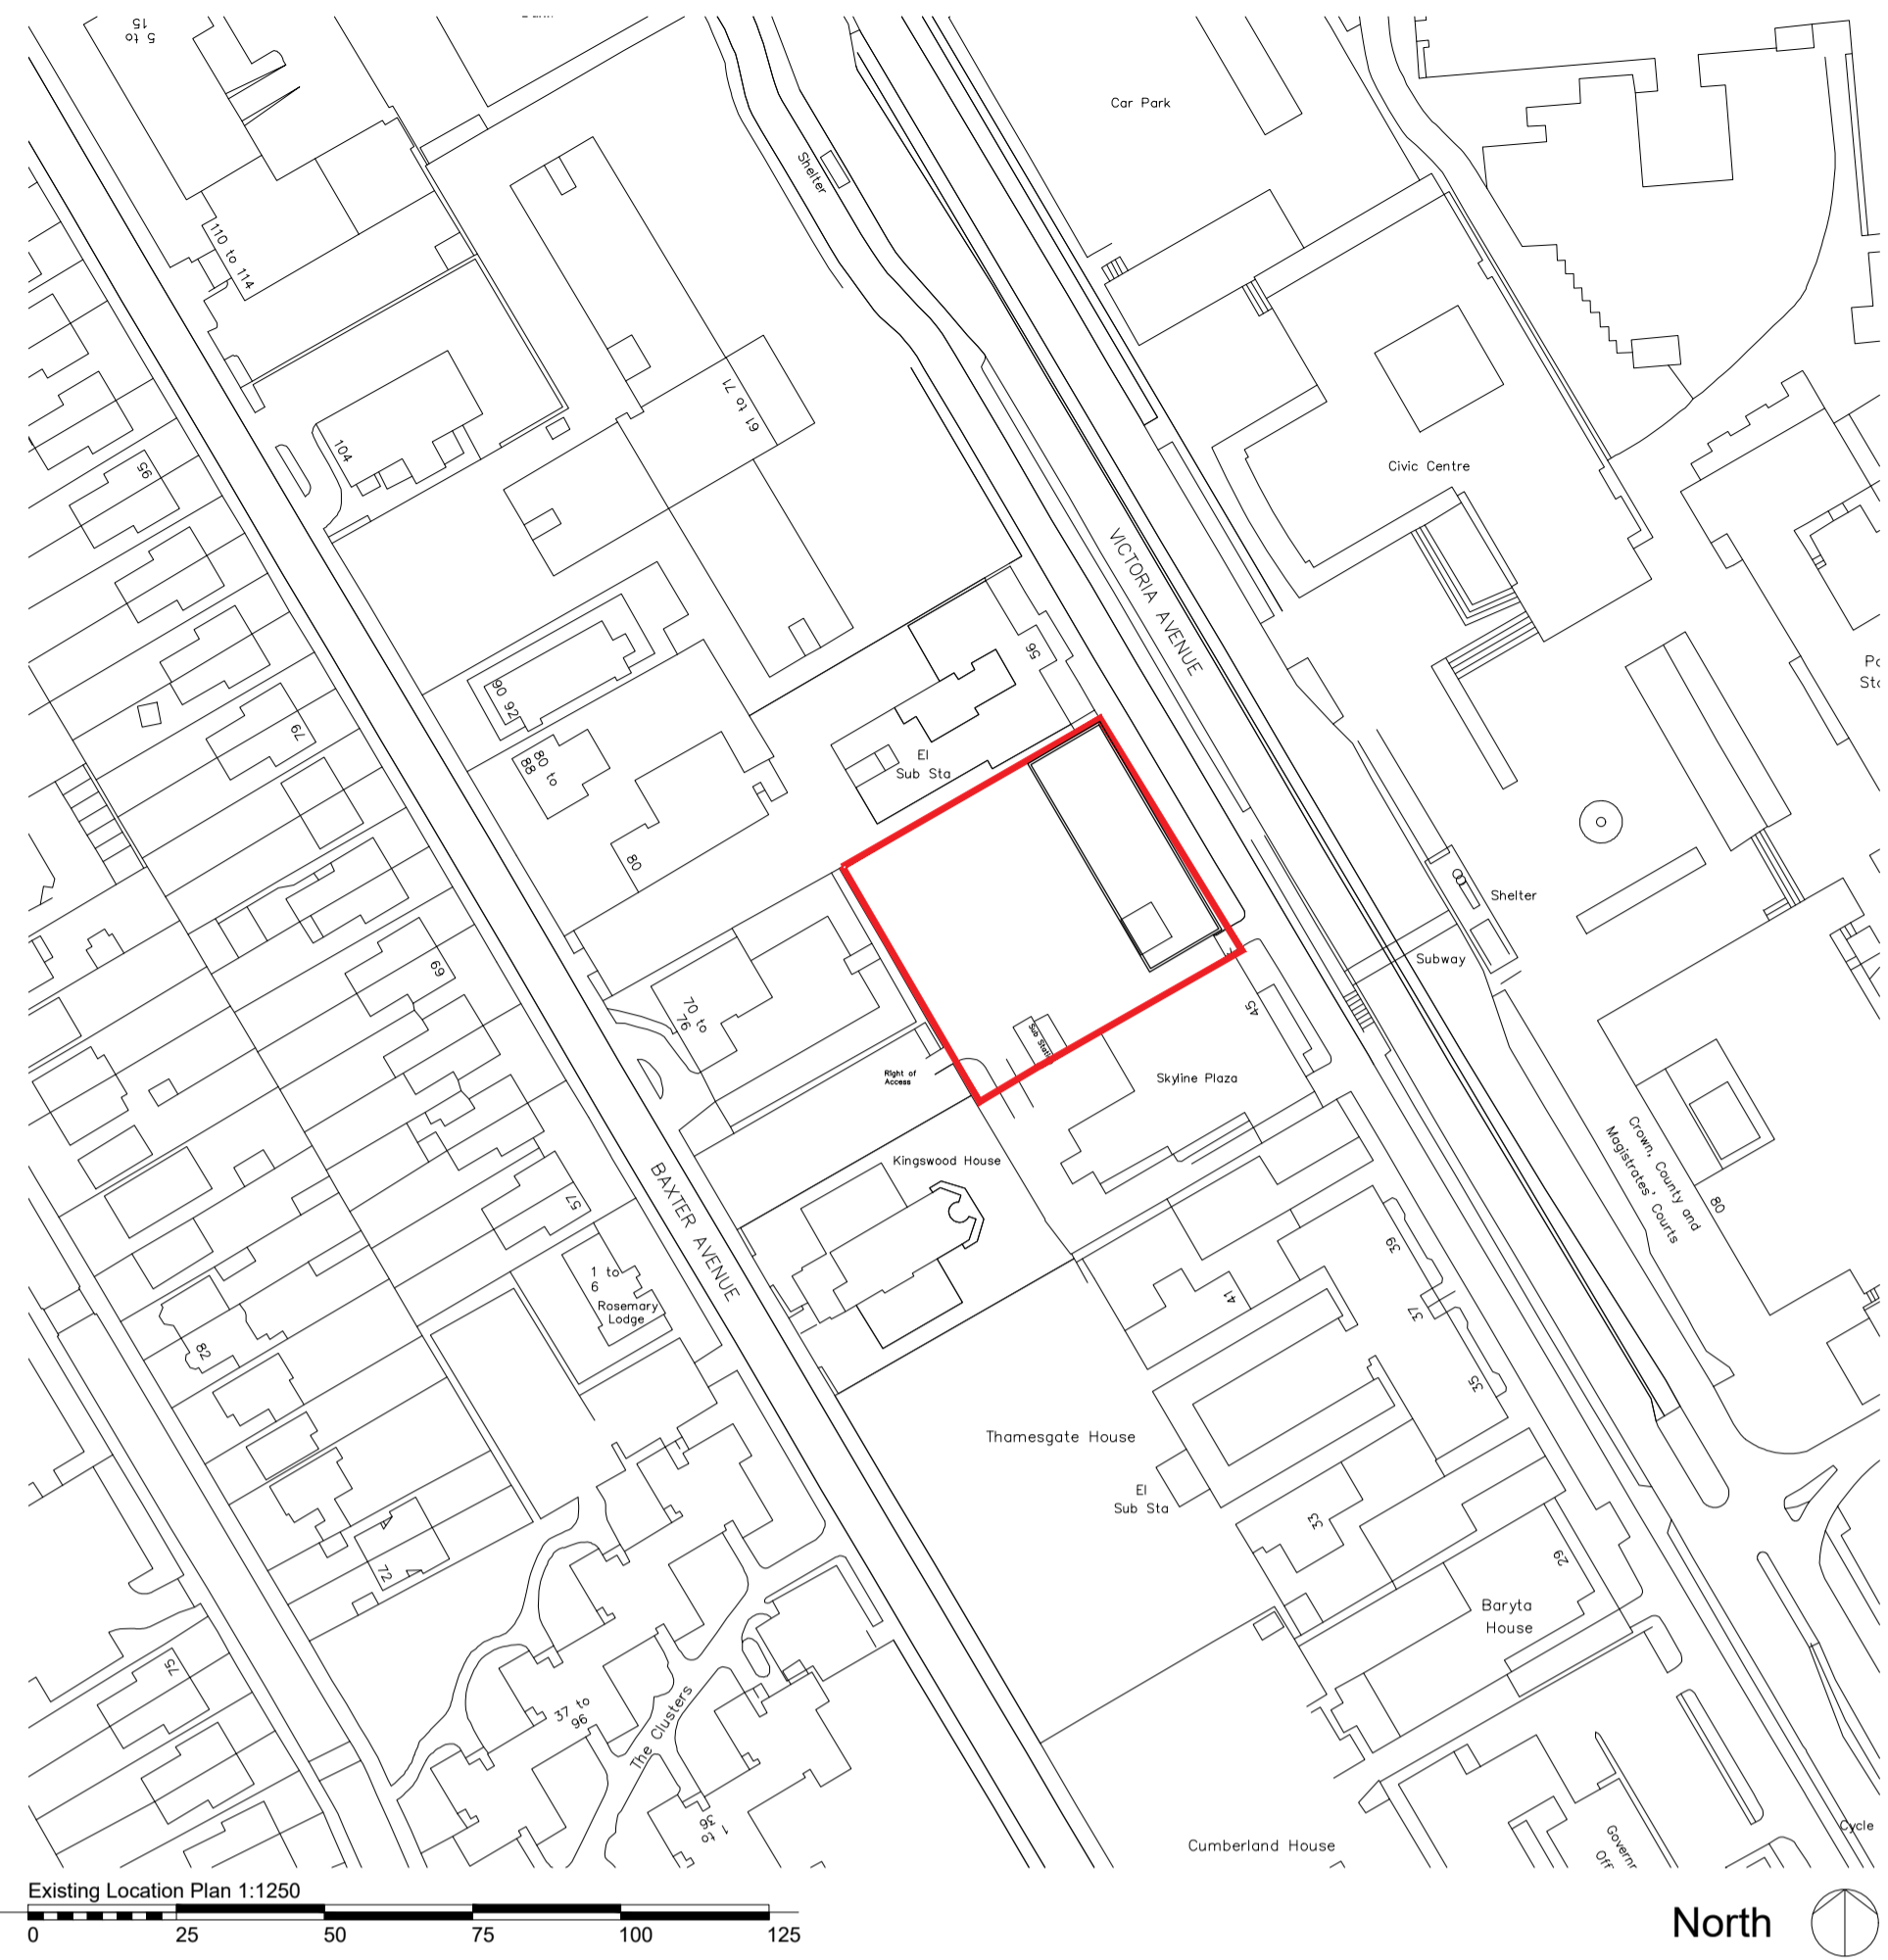 5 to
15
Car Park
Shelter
110 to 114
71
61 to
104
Civic Centre
95
VICTORIA AVENUE
56
90 92
79
El
Sub Sta
80 to
88
80
Shelter
69
Subway
70 to
76
45
Right of
Access
Skyline Plaza
Crown, County and
Magistrates' Courts
80
Kingswood House
BAXTER AVENUE
57
39
1 to
6
Rosemary
Lodge
41
37
82
35
Thamesgate House
El
Sub Sta
33
29
72
Baryta
House
75
37 to
96
The Clusters
1
to
36
Cumberland House
Cycle
Existing Location Plan 1:1250
0 25 50 75 100 125
North